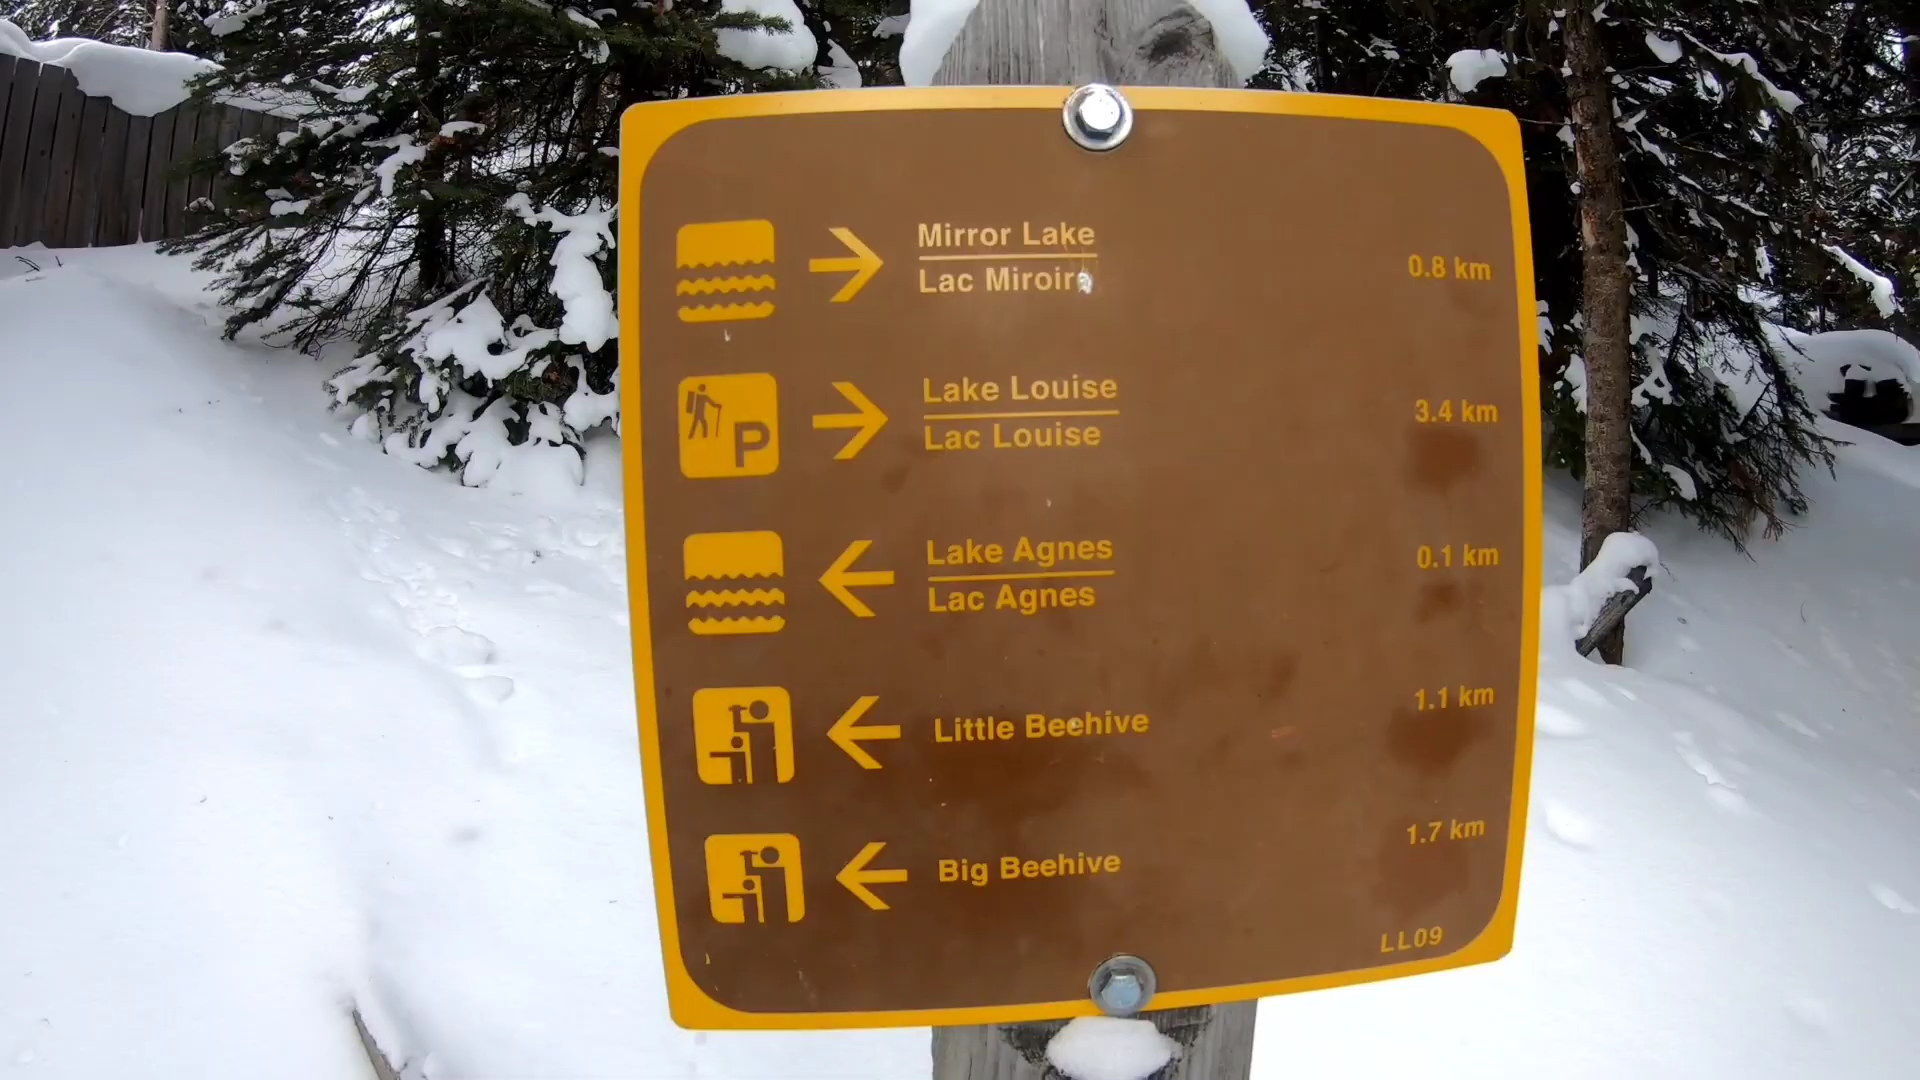 Mirror Lake
Lac Miroir
0.8 km
P
Lake Louise
Lac Louise
3.4 km
Lake Agnes
Lac Agnes
0.1 km
Little Beehive
1.1 km
Big Beehive
1.7 km
LL09